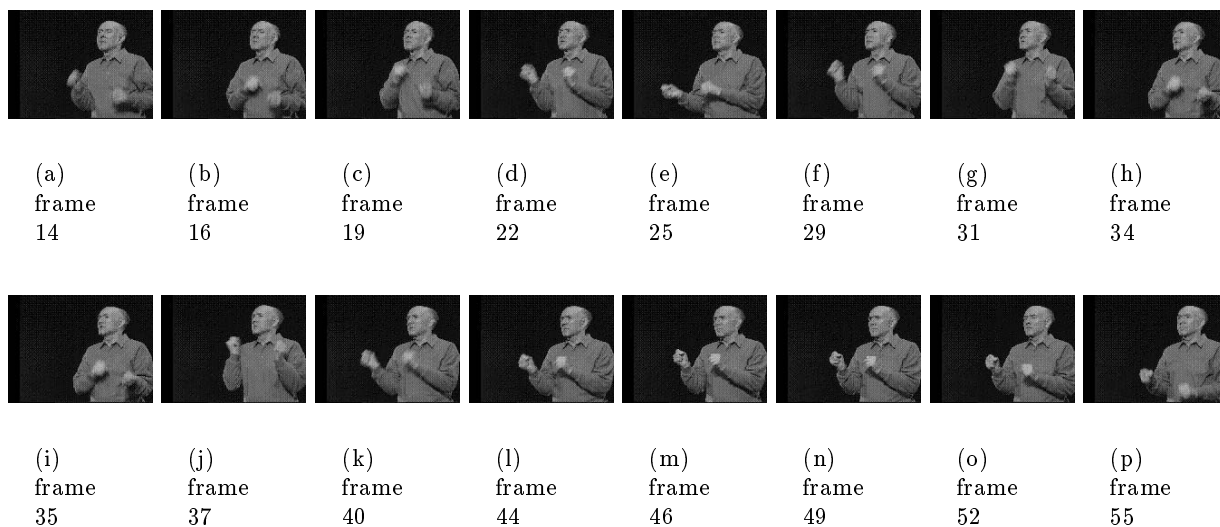 (a) (b) (c) (d) (e) (f) (g) (h)
frame frame frame frame frame frame frame frame
14 16 19 22 25 29 31 34
(i) (j) (k) (l) (m) (n) (o) (p)
frame frame frame frame frame frame frame frame
35 37 40 44 46 49 52 55